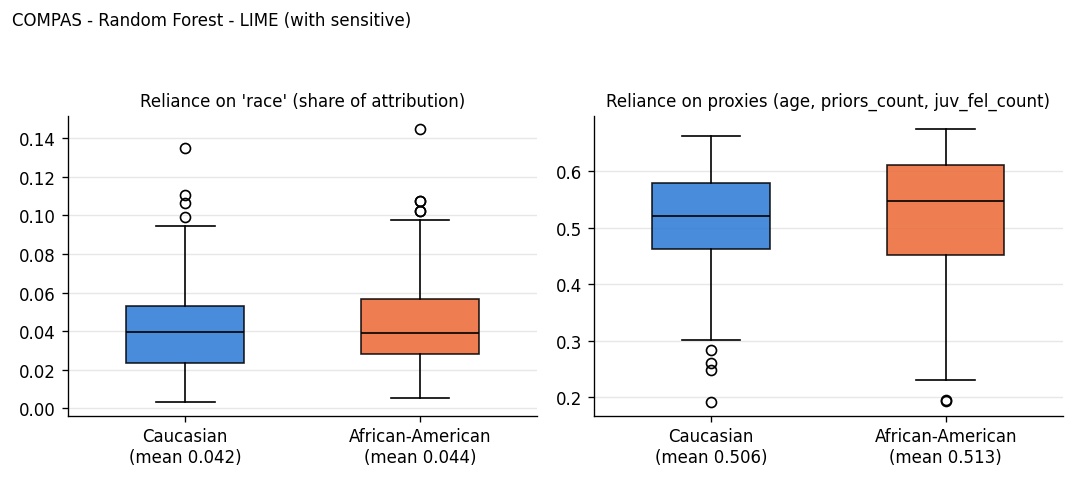 COMPAS - Random Forest - LIME (with sensitive)
Reliance on 'race' (share of attribution)
0.14
0.12
0.10
0.08
0.06
0.04
0.02
0.00
Caucasian
(mean 0.042)
African-American
(mean 0.044)
Reliance on proxies (age, priors_count, juv_fel_count)
0.6
0.5
0.4
0.3
0.2
Caucasian
(mean 0.506)
African-American
(mean 0.513)